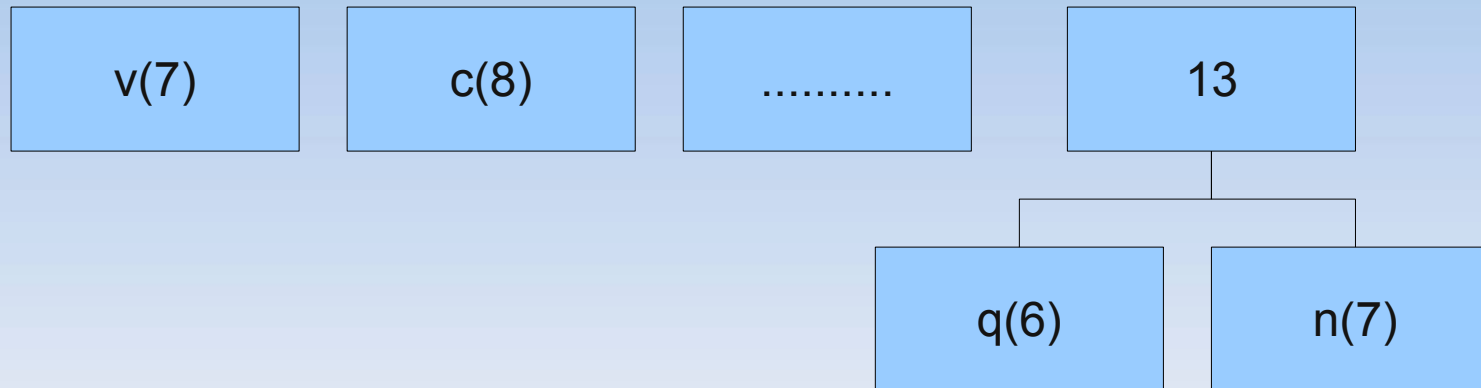 v(7) c(8) .......... 13
q(6) n(7)